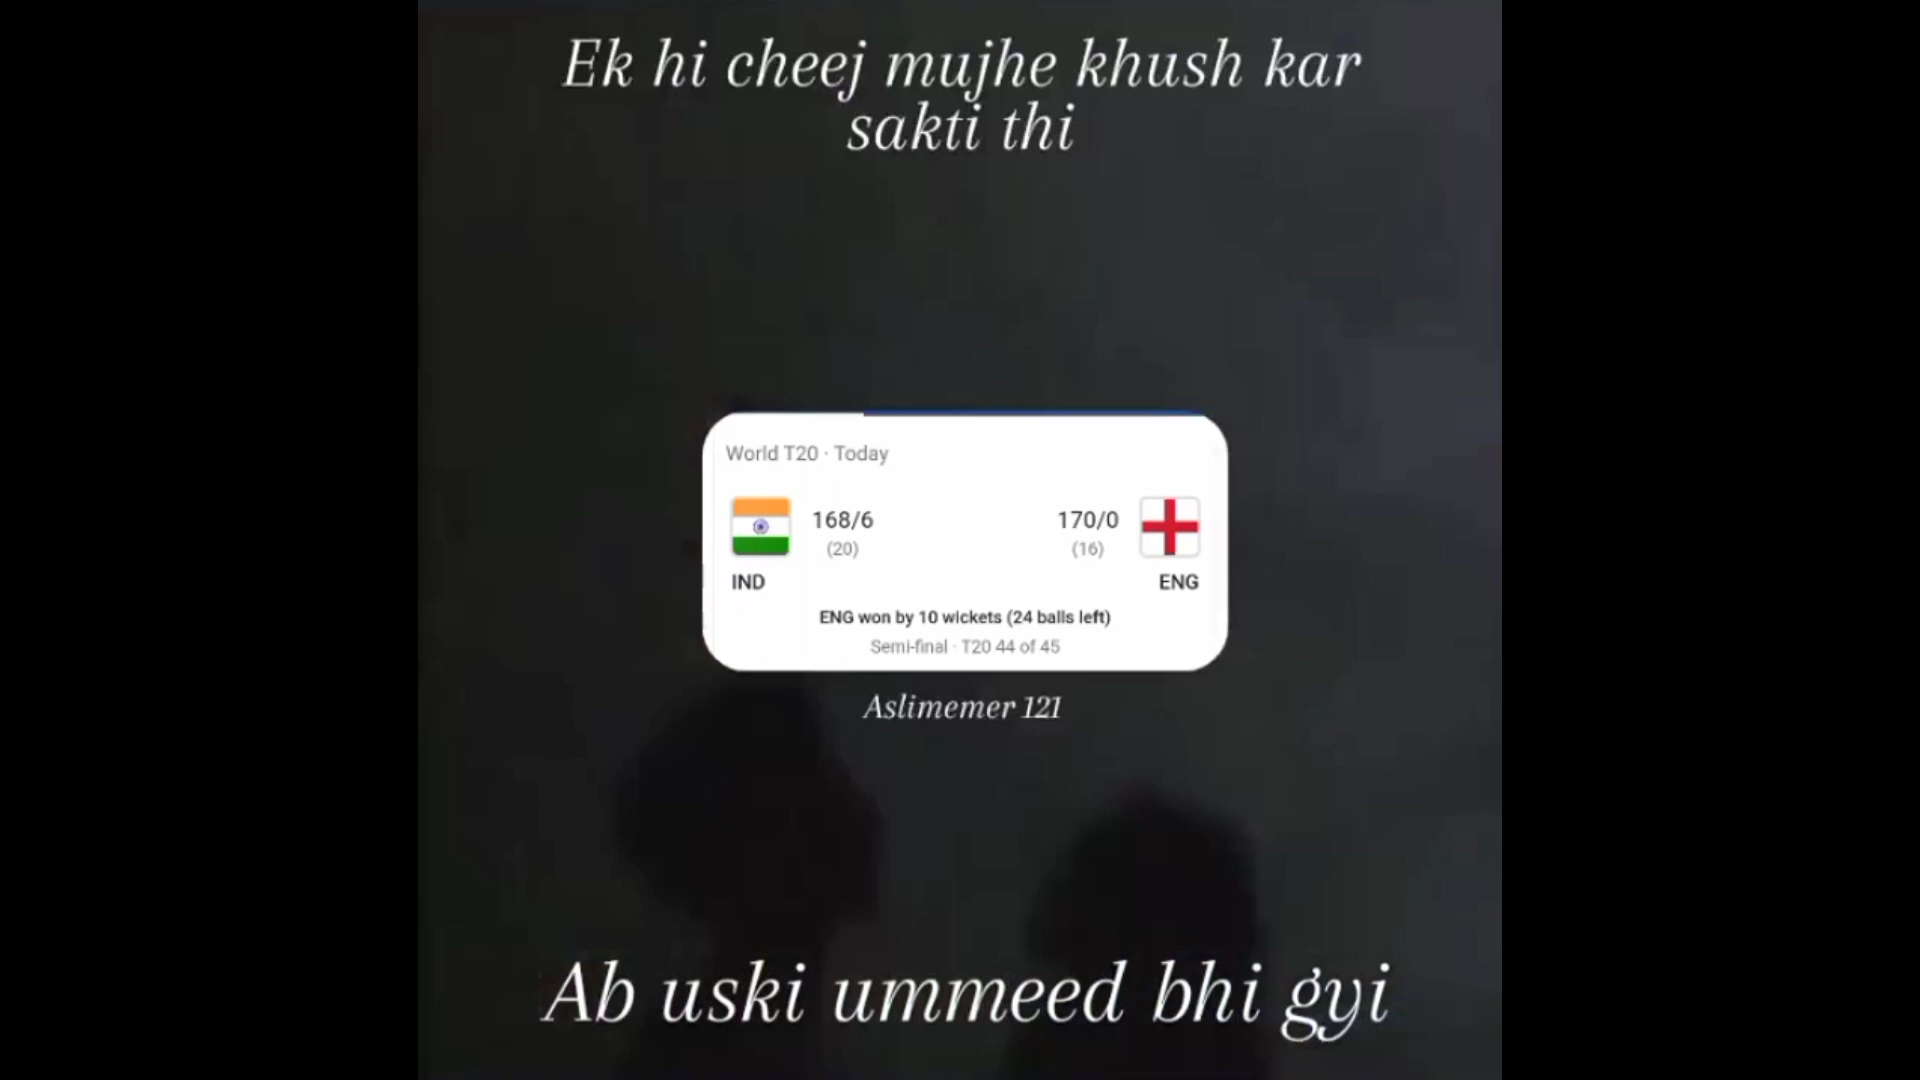 Ek hi cheej mujhe khush kar
sakti thi
World T20 · Today
168/6
170/0
(20)
(16)
IND
ENG
ENG won by 10 wickets (24 balls left)
Semi-final · T20 44 of 45
Aslimemer 121
Ab uski ummeed bhi gyi